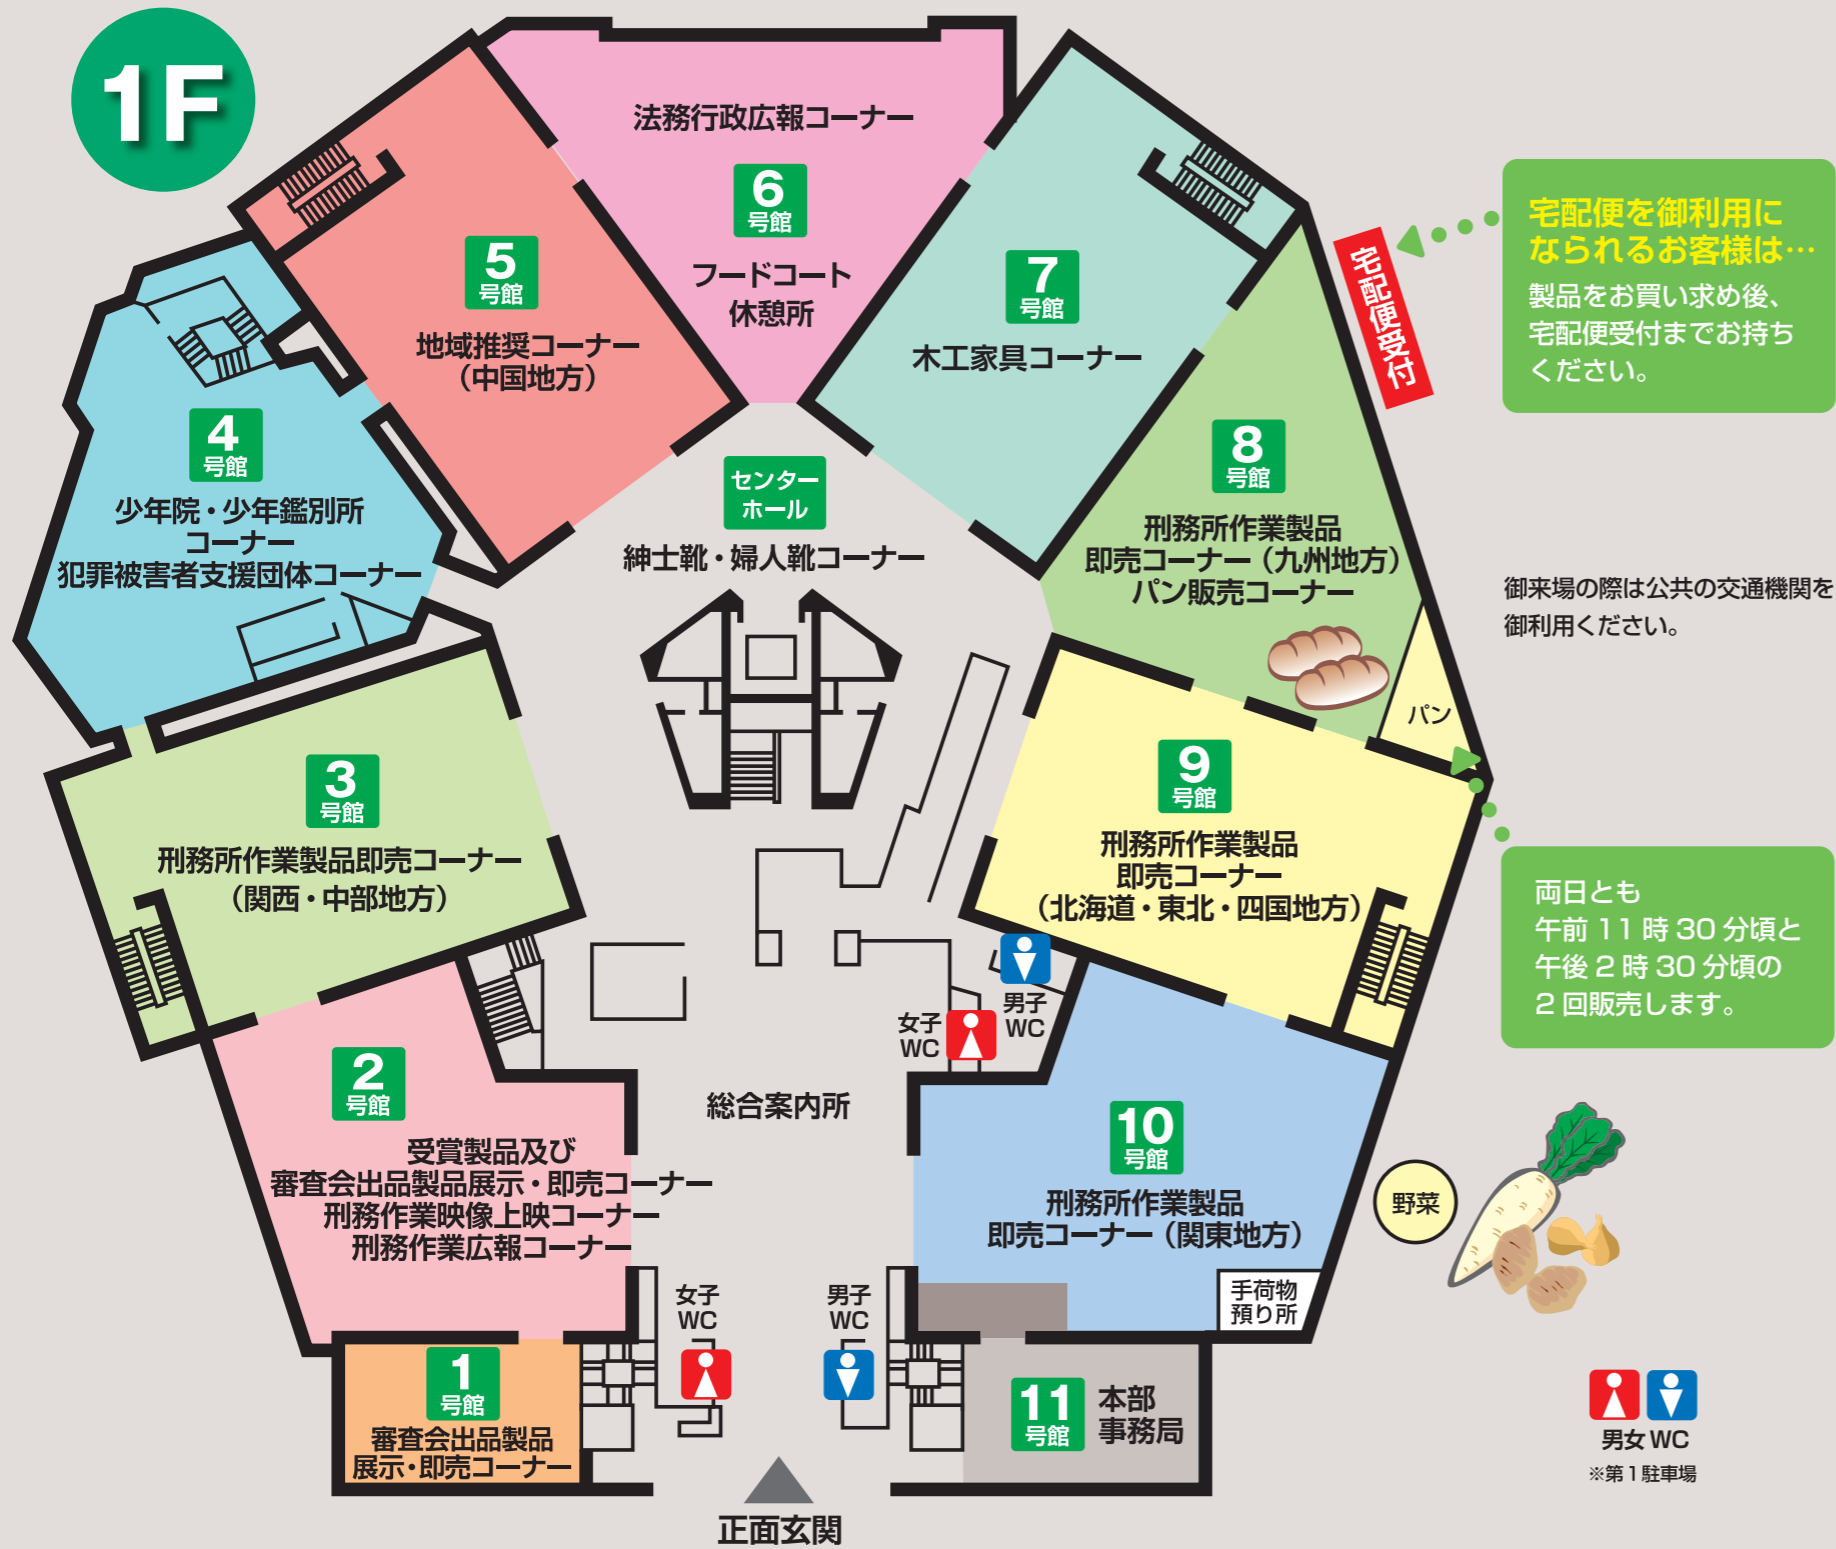 1F
法務行政広報コーナー
6
号館
フードコート
休憩所
5
号館
地域推奨コーナー
（中国地方）
7
号館
木工家具コーナー
宅配便受付
宅配便を御利用に
なられるお客様は…
製品をお買い求め後、
宅配便受付までお持ち
ください。
4
号館
少年院・少年鑑別所
コーナー
犯罪被害者支援団体コーナー
センター
ホール
紳士靴・婦人靴コーナー
8
号館
刑務所作業製品
即売コーナー（九州地方）
パン販売コーナー
パン
御来場の際は公共の交通機関を
御利用ください。
3
号館
刑務所作業製品即売コーナー
（関西・中部地方）
9
号館
刑務所作業製品
即売コーナー
（北海道・東北・四国地方）
両日とも
午前 11 時 30 分頃と
午後 2 時 30 分頃の
2 回販売します。
男子
WC
女子
WC
2
号館
受賞製品及び
審査会出品製品展示・即売コーナー
刑務作業映像上映コーナー
刑務作業広報コーナー
総合案内所
10
号館
刑務所作業製品
即売コーナー（関東地方）
手荷物
預り所
野菜
女子
WC
男子
WC
1
号館
審査会出品製品
展示・即売コーナー
11
号館
本部
事務局
正面玄関
男女 WC
※第１駐車場